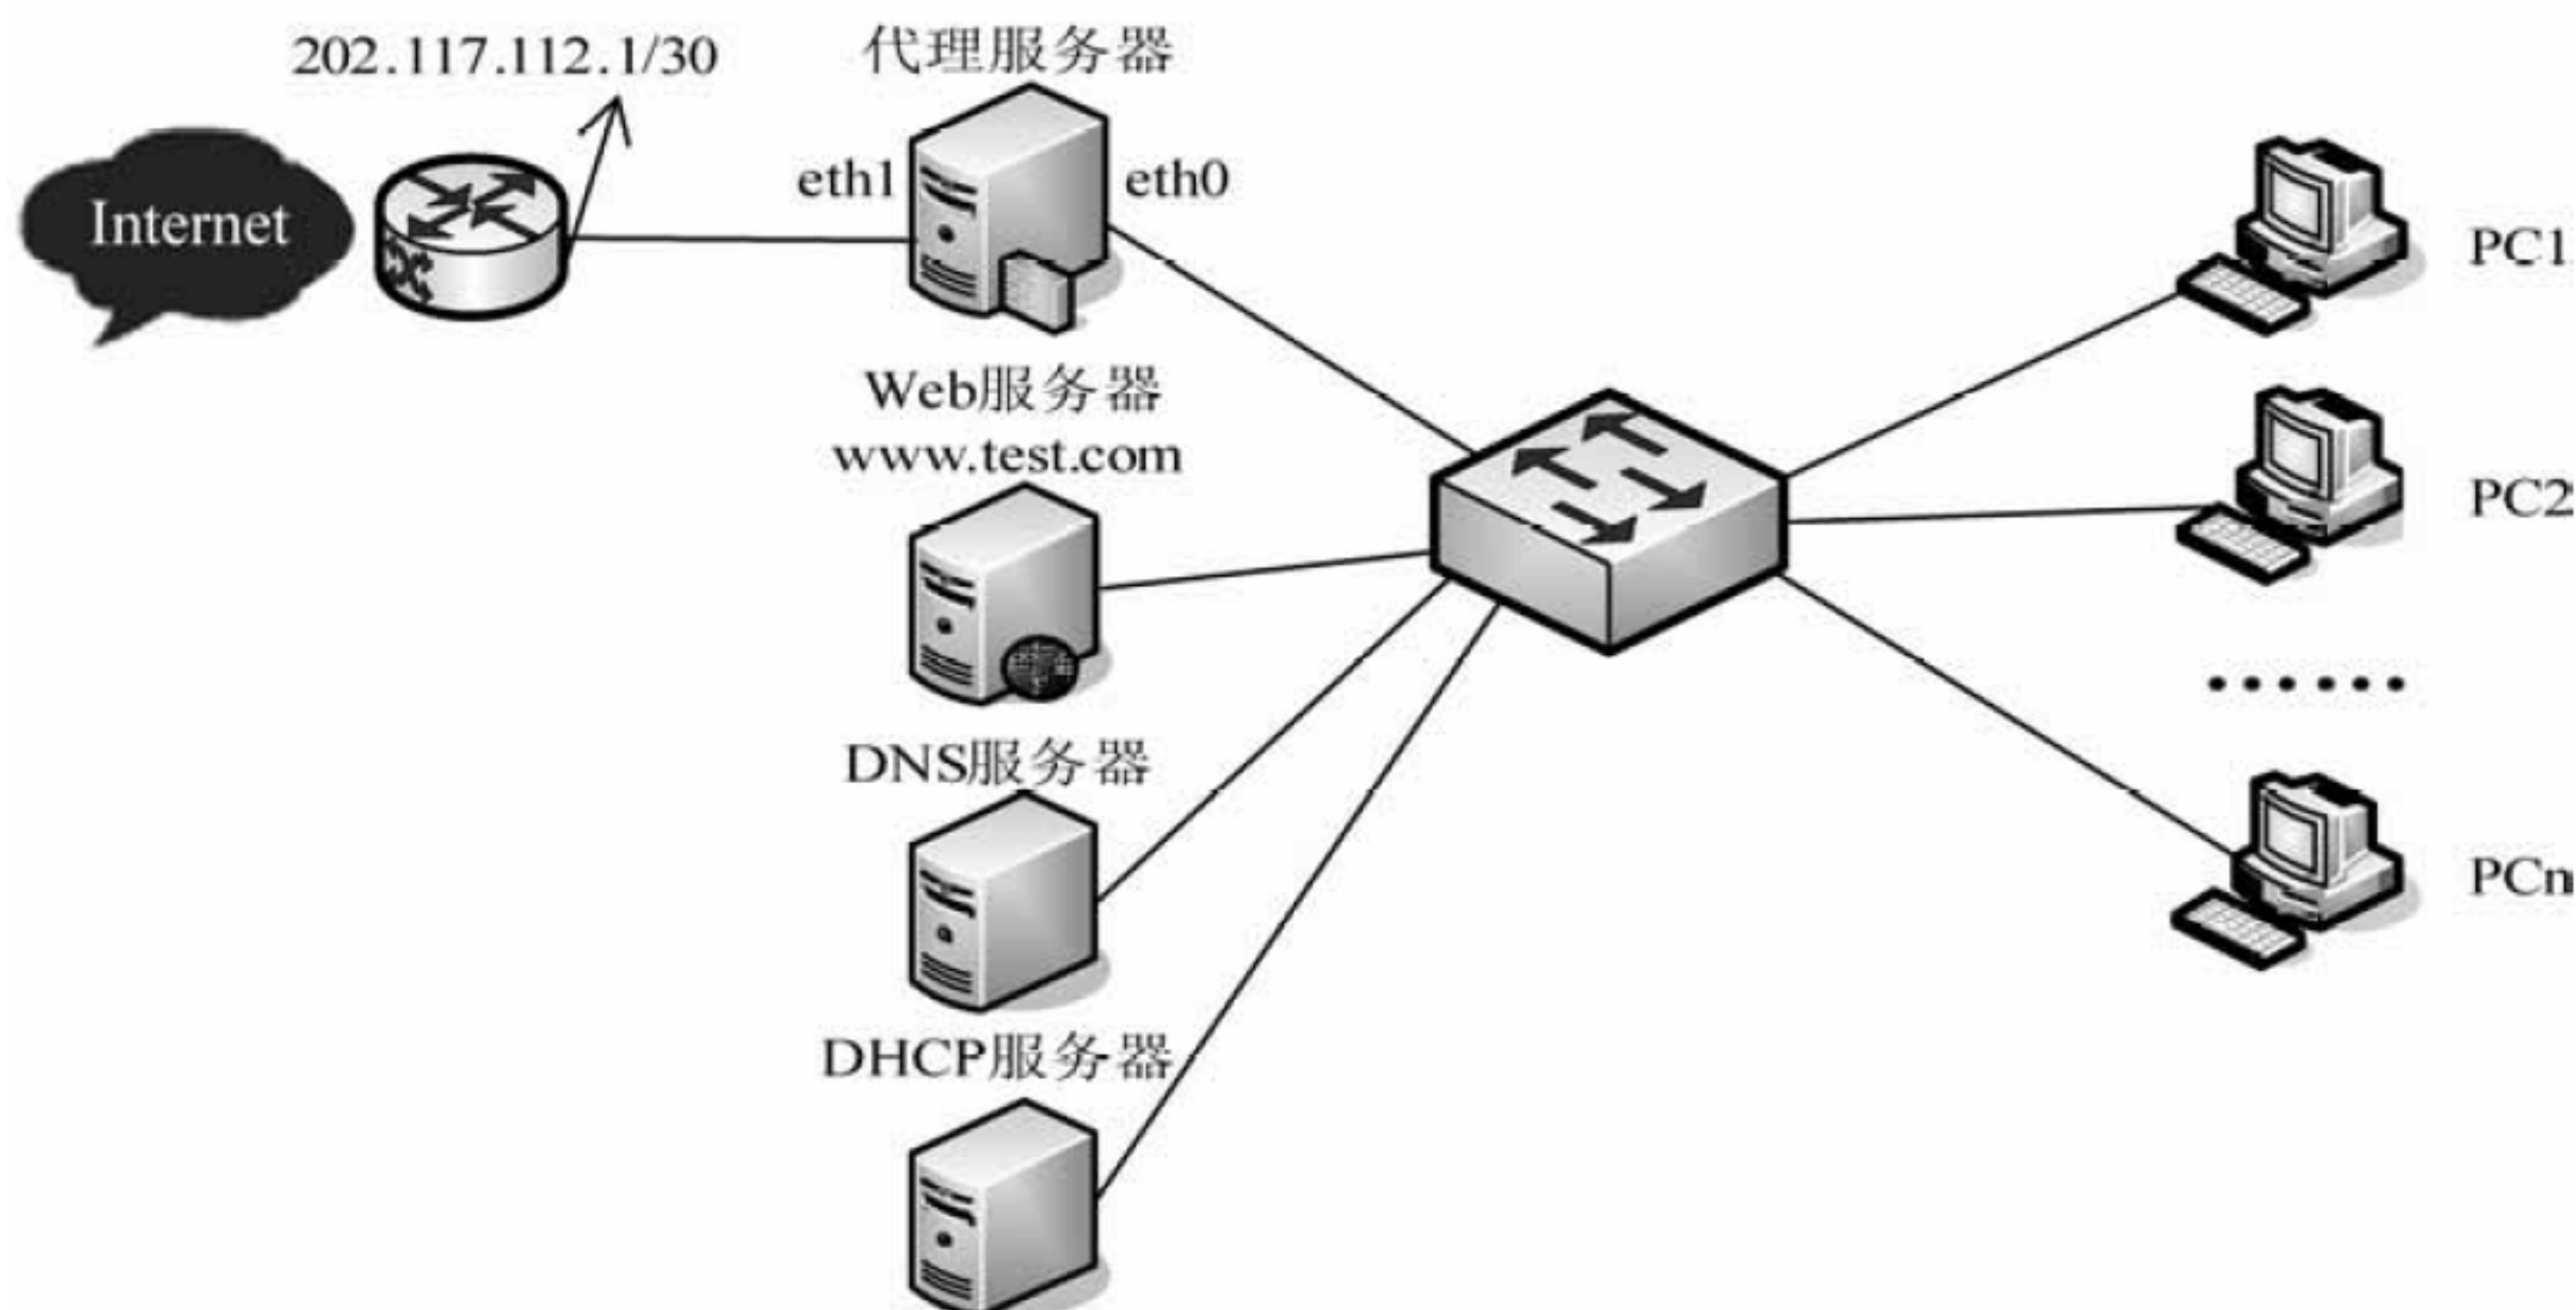 202.117.112.1/30
代理服务器
Internet
eth1
eth0
PC1
Web服务器
www.test.com
PC2
DNS服务器
......
PCn
DHCP服务器